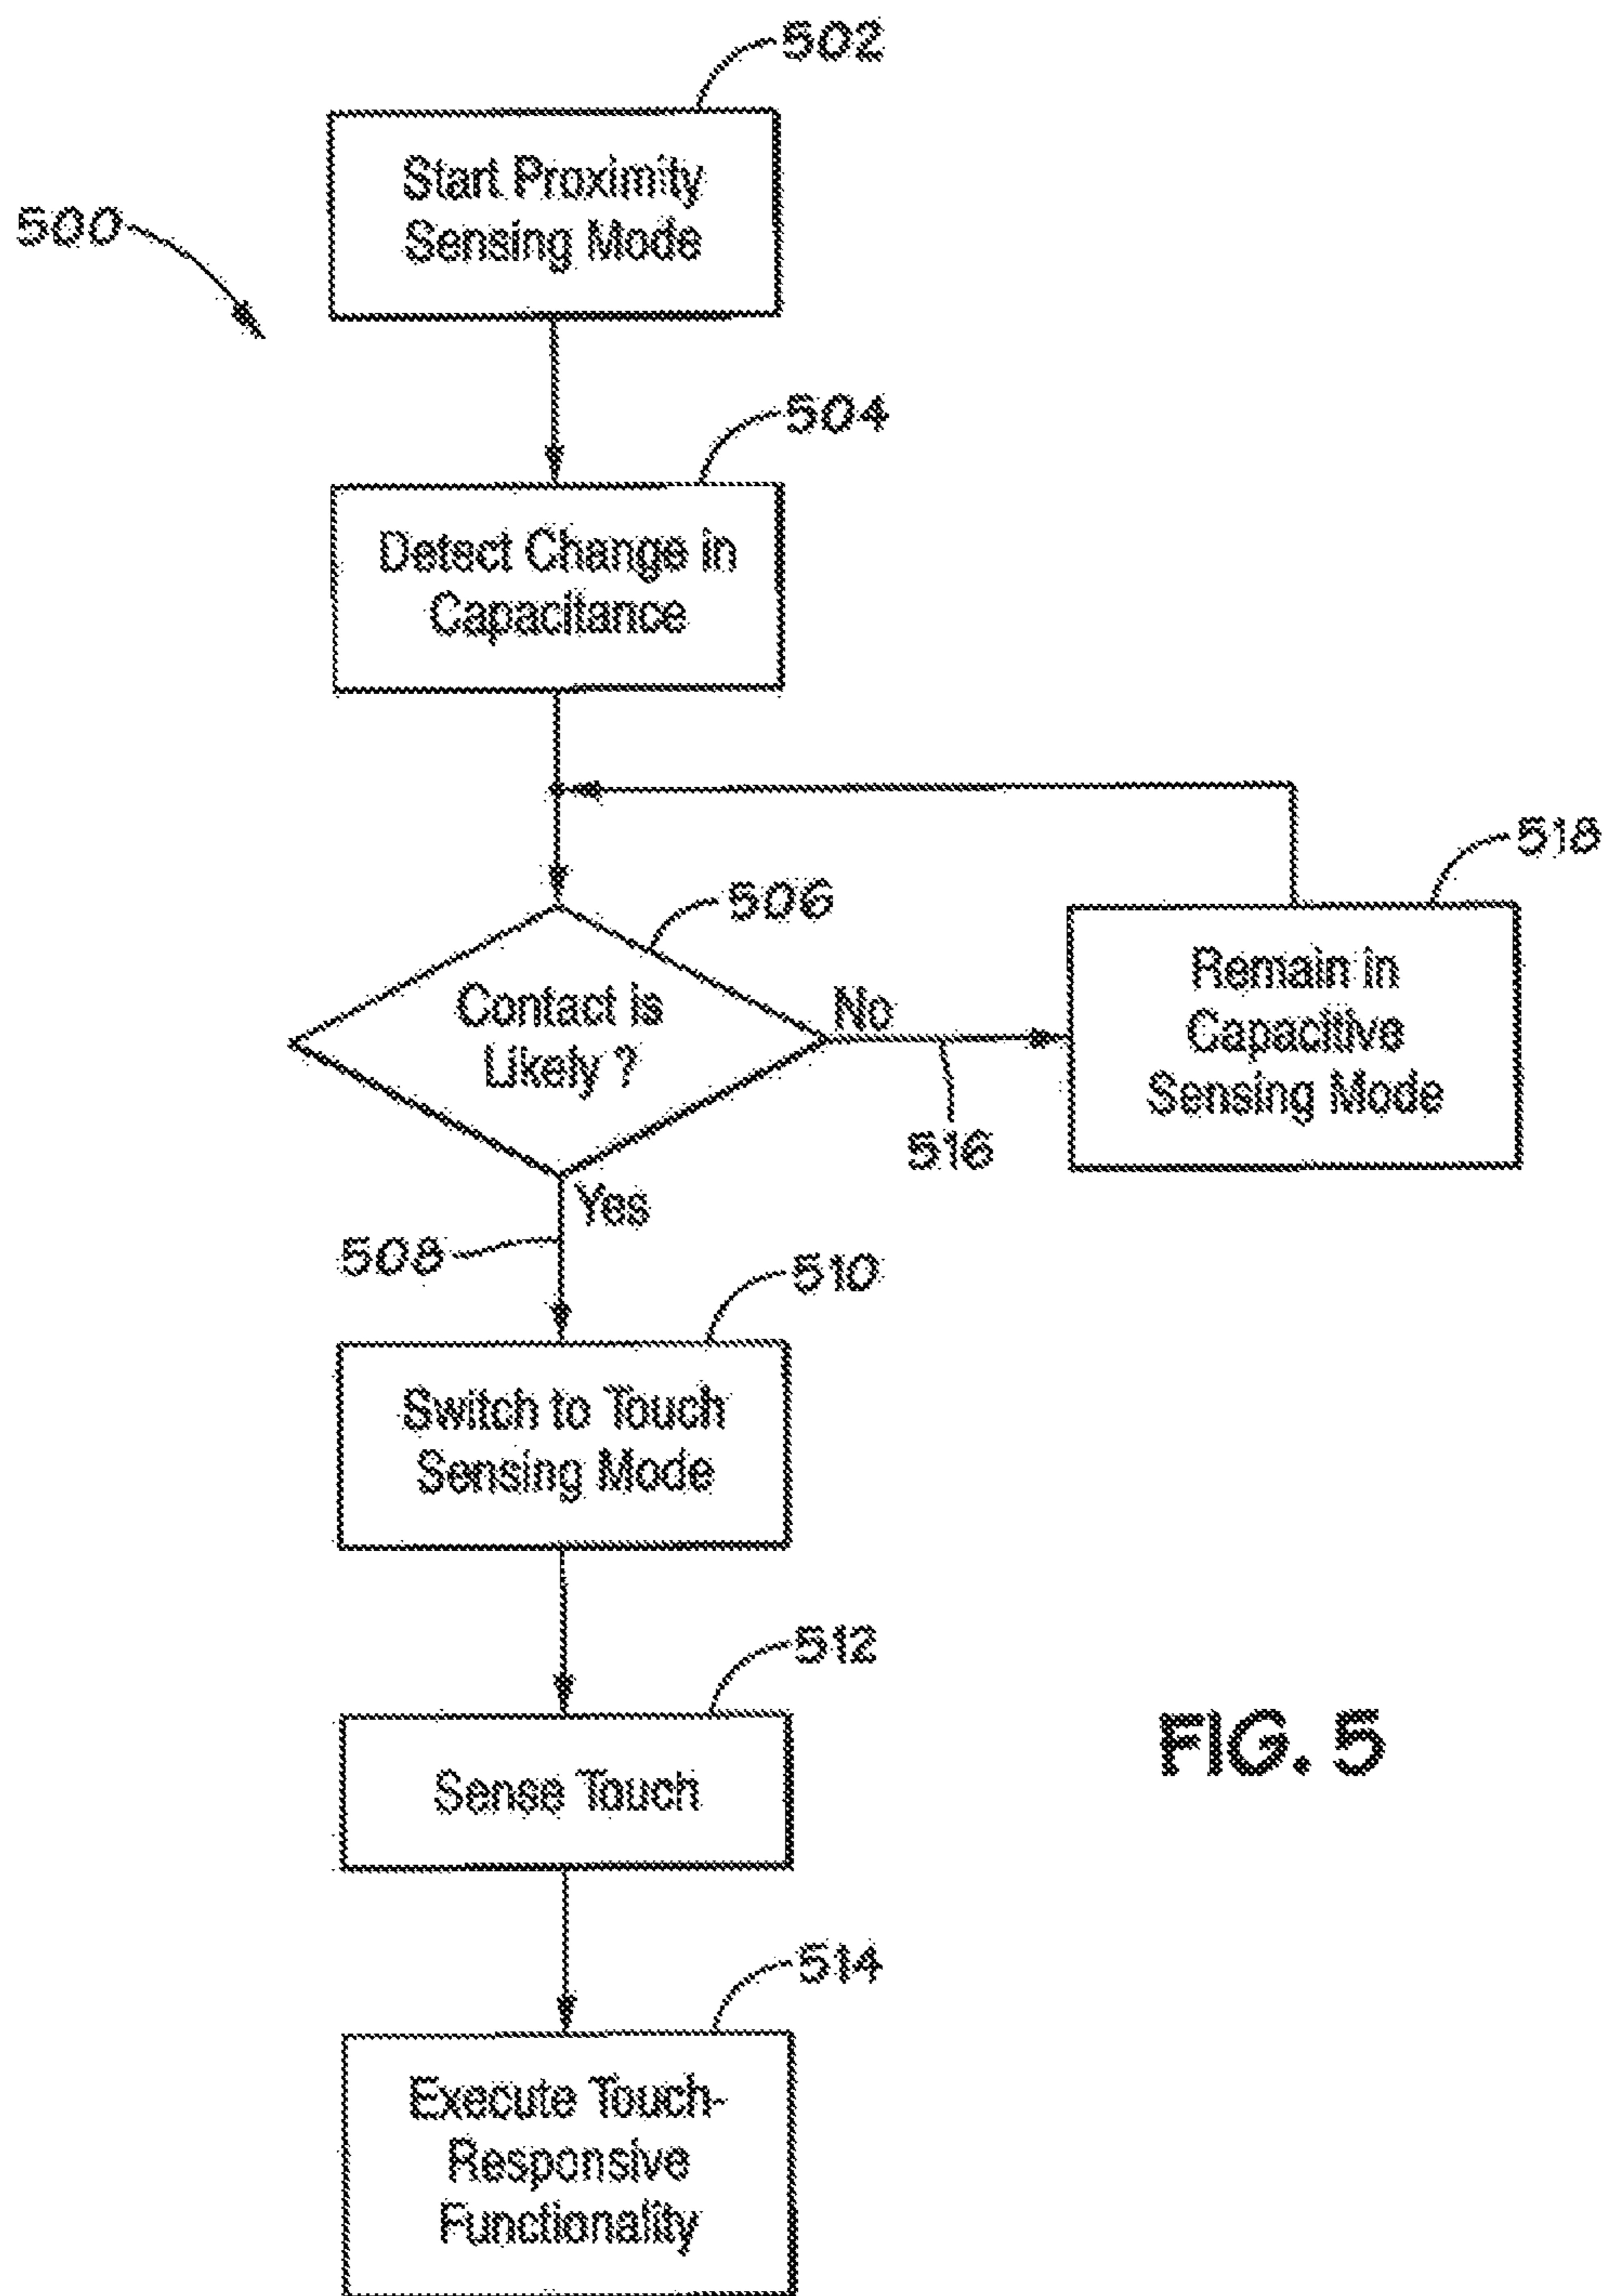 502
Start Proximity
Sensing Mode
500
504
Detect Change in
Capacitance
518
506
Contact is
Likely ?
No
Remain in
Capacitive
Sensing Mode
516
Yes
508
510
Switch to Touch
Sensing Mode
512
Sense Touch
FIG. 5
514
Execute Touch-
Responsive
Functionality